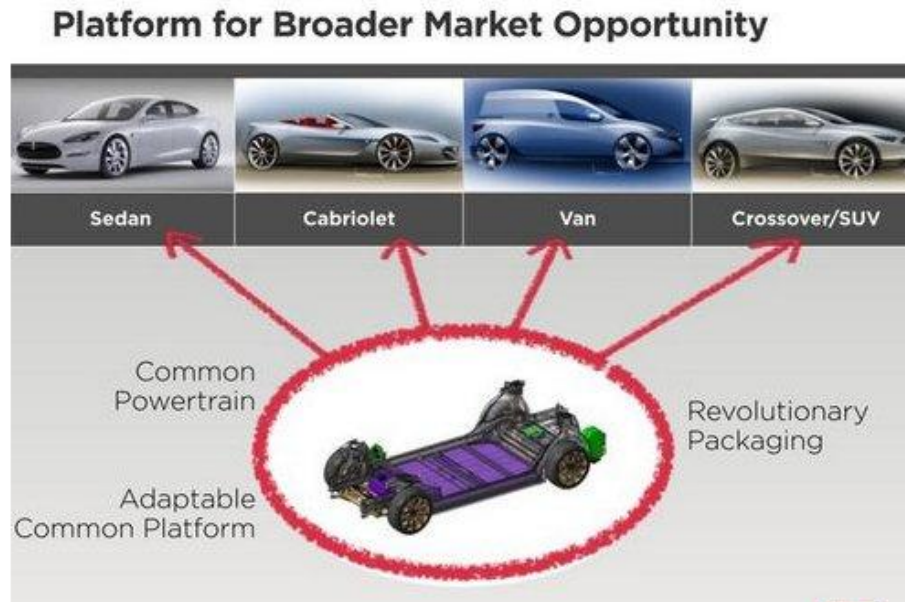 Platform for Broader Market Opportunity
Sedan
Cabriolet
Van
Crossover/SUV
Common
Powertrain
Revolutionary
Packaging
Adaptable
Common Platform